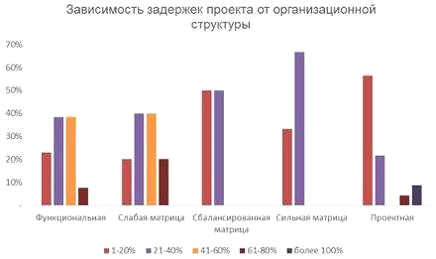 Зависимость задержек проекта от организационной
структуры
70%
60%
50%
40%
30%
20%
10%
-
Функциональная Слабая матрица Сбалансированная Сильная матрица Проектная
матрица
1-20% 21-40% 41-60% 61-80% более 100%